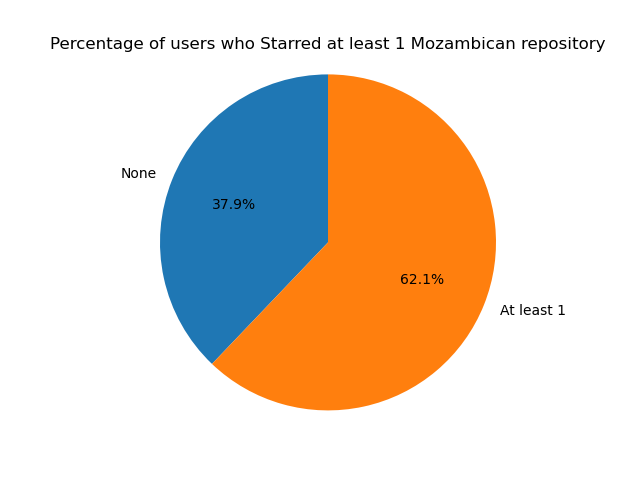 Percentage of users who Starred at least 1 Mozambican repository
None
37.9%
62.1%
At least 1